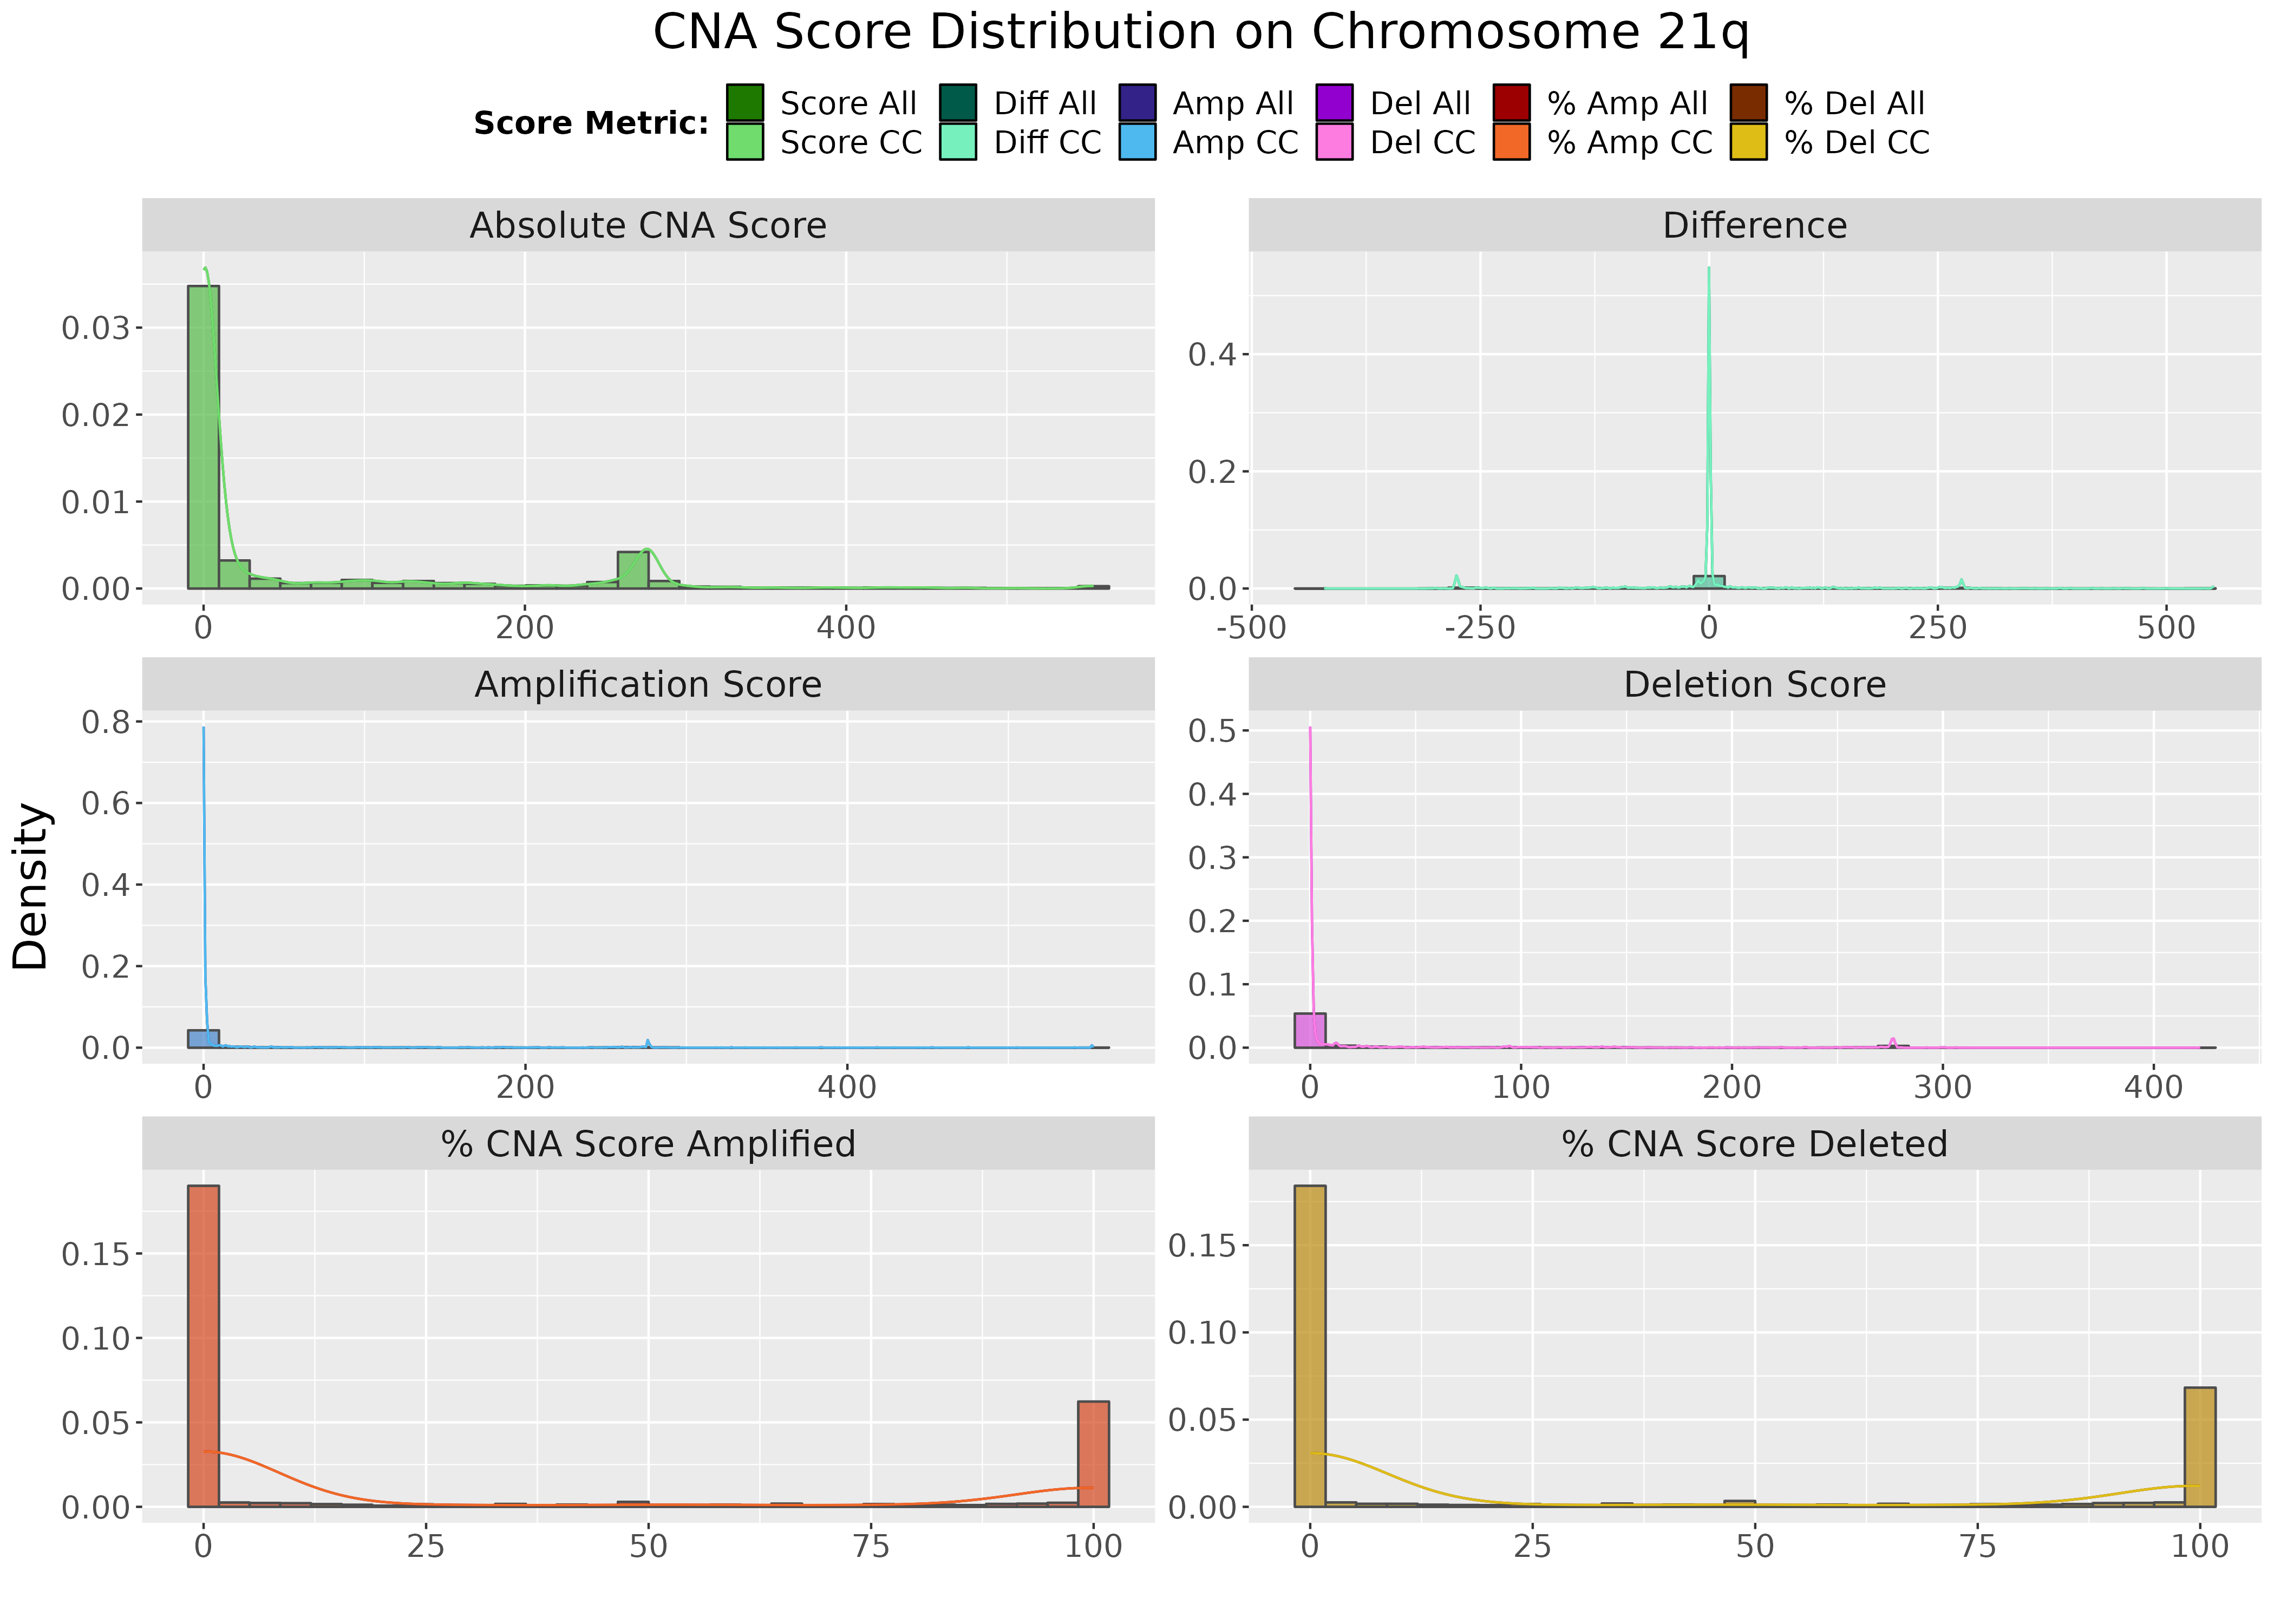 CNA Score Distribution on Chromosome 21q
Score Metric:
Score All Diff All Amp All Del All % Amp All % Del All
Score CC Diff CC Amp CC Del CC % Amp CC % Del CC
Absolute CNA Score
0.03
0.02
0.01
0.00
0 200 400
Difference
0.4
0.2
0.0
-500 -250 0 250 500
Density
Amplification Score
0.8
0.6
0.4
0.2
0.0
0 200 400
Deletion Score
0.5
0.4
0.3
0.2
0.1
0.0
0 100 200 300 400
% CNA Score Amplified
0.15
0.10
0.05
0.00
0 25 50 75 100
% CNA Score Deleted
0.15
0.10
0.05
0.00
0 25 50 75 100